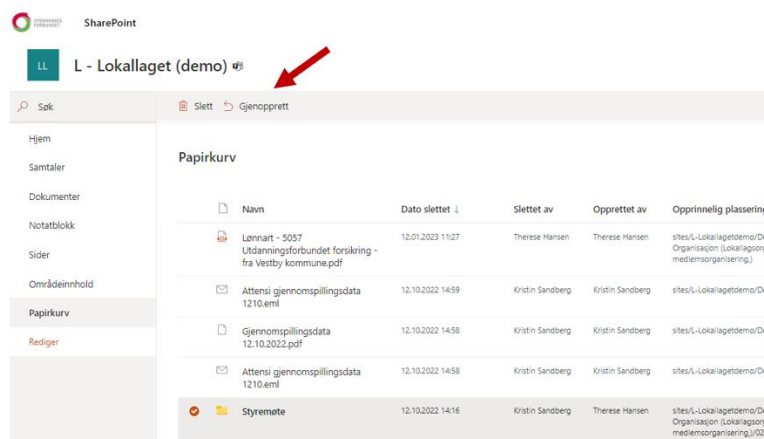 UTDANNINGS
FORBUNDET
SharePoint
LL
L - Lokallaget (demo)
Søk
Slett
Gjenopprett
Hjem
Samtaler
Dokumenter
Notatblokk
Sider
Områdeinnhold
Papirkurv
Rediger
Papirkurv
Navn Dato slettet ↓ Slettet av Opprettet av Opprinnelig plassering
Lønnart - 5057 12.01.2023 11:27 Therese Hansen Therese Hansen sites/L-Lokallagetdemo/D
Utdanningsforbundet forsikring - Organisasjon (Lokallagsor
fra Vestby kommune.pdf medlemsorganisering,)
Attensi gjennomspillingsdata 12.10.2022 14:59 Kristin Sandberg Kristin Sandberg sites/L-Lokallagetdemo/D
1210.eml
Gjennomspillingsdata 12.10.2022 14:58 Kristin Sandberg Kristin Sandberg sites/L-Lokallagetdemo/D
12.10.2022.pdf
Attensi gjennomspillingsdata 12.10.2022 14:58 Kristin Sandberg Kristin Sandberg sites/L-Lokallagetdemo/D
1210.eml
Styremøte 12.10.2022 14:16 Kristin Sandberg Therese Hansen sites/L-Lokallagetdemo/D
Organisasjon (Lokallagsor
medlemsorganisering,)/02